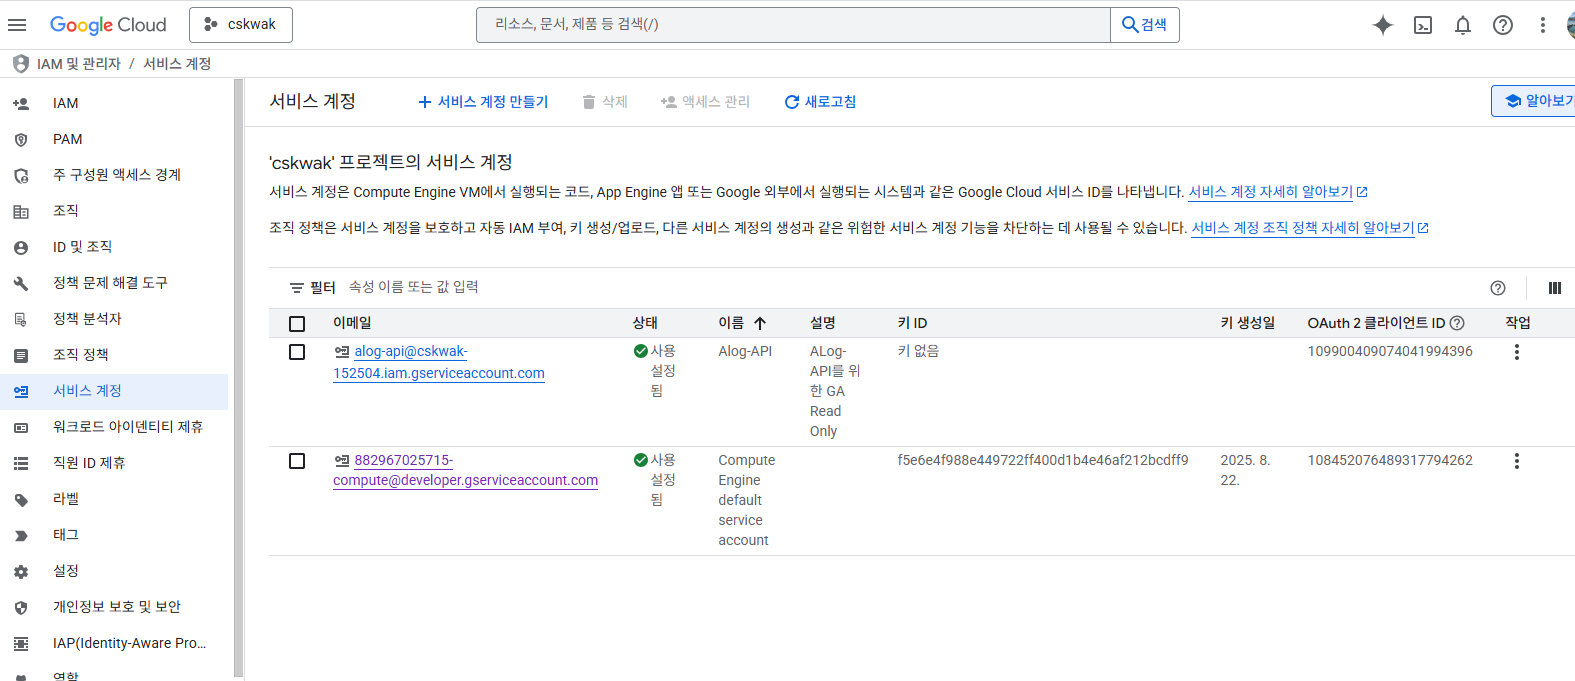 Google Cloud
cskwak
리소스, 문서, 제품 등 검색(/)
검색
IAM 및 관리자 / 서비스 계정
IAM
PAM
주 구성원 액세스 경계
조직
ID 및 조직
정책 문제 해결 도구
정책 분석자
조직 정책
서비스 계정
워크로드 아이덴티티 제휴
직원 ID 제휴
라벨
태그
설정
개인정보 보호 및 보안
IAP(Identity-Aware Pro...
역할
서비스 계정
서비스 계정 만들기
삭제
액세스 관리
새로고침
알아보기
'cskwak' 프로젝트의 서비스 계정
서비스 계정은 Compute Engine VM에서 실행되는 코드, App Engine 앱 또는 Google 외부에서 실행되는 시스템과 같은 Google Cloud 서비스 ID를 나타냅니다. 서비스 계정 자세히 알아보기
조직 정책은 서비스 계정을 보호하고 자동 IAM 부여, 키 생성/업로드, 다른 서비스 계정의 생성과 같은 위험한 서비스 계정 기능을 차단하는 데 사용될 수 있습니다. 서비스 계정 조직 정책 자세히 알아보기
필터 속성 이름 또는 값 입력
이메일 상태 이름 설명 키 ID 키 생성일 OAuth 2 클라이언트 ID 작업
alog-api@cskwak-
152504.iam.gserviceaccount.com
사용
설정
됨
Alog-API
ALog-
API를 위
한 GA
Read
Only
키 없음
109900409074041994396
882967025715-
compute@developer.gserviceaccount.com
사용
설정
됨
Compute
Engine
default
service
account
f5e6e4f988e449722ff400d1b4e46af212bcdff9
2025. 8.
22.
108452076489317794262